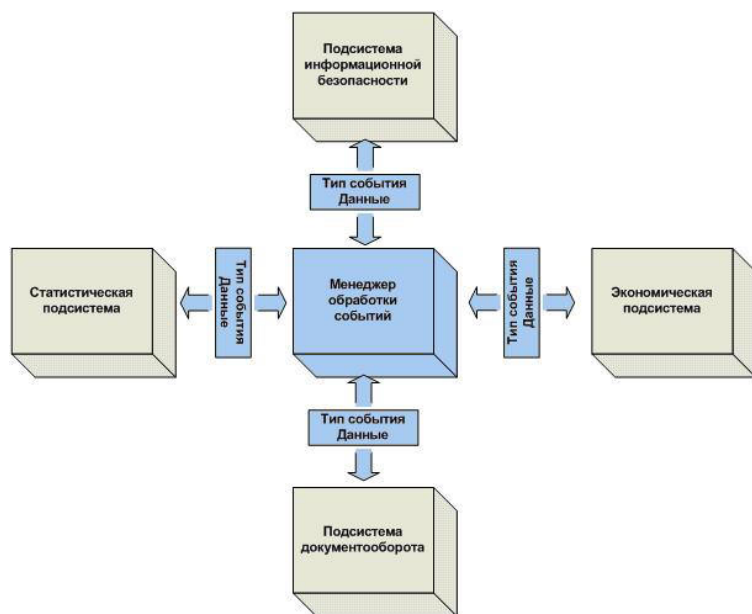 Подсистема
информационной
безопасности
Тип события
Данные
Статистическая
подсистема
Тип события
Данные
Менеджер
обработки
событий
Тип события
Данные
Экономическая
подсистема
Тип события
Данные
Подсистема
документооборота